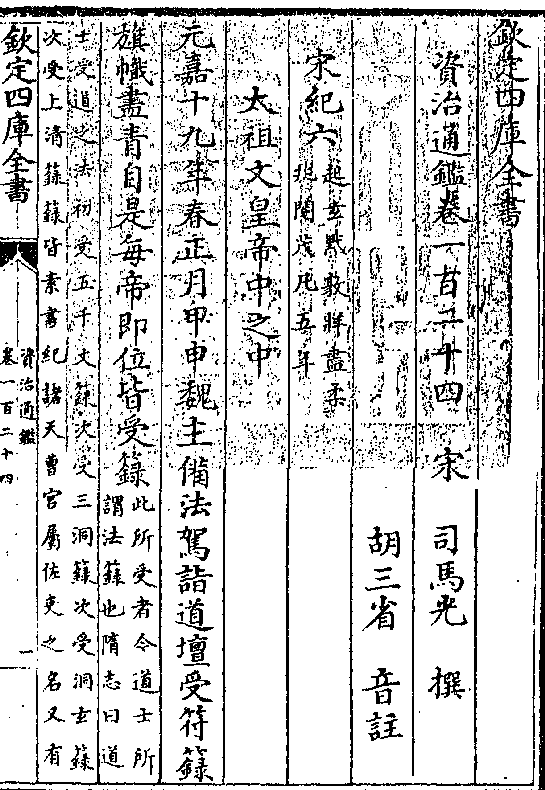 欽定四庫全書
資治通鑑卷一百二十四
宋 司馬光 撰
胡三省 音註
宋紀六
起玄黓敦牂盡柔
兆閹茂凡五年
太祖文皇帝中之中
元嘉十九年春正月甲申魏主備法駕詣道壇受符籙
旗幟盡青自是每帝即位皆受籙
此所受者令道士所
謂法籙也隋志曰道
士受道之法初受五千文籙次受三洞籙次受洞玄籙
次受上清籙籙皆素書紀諸天曹官屬佐吏之名又有
欽定四庫全書
資治通鑑
卷一百二十四
一